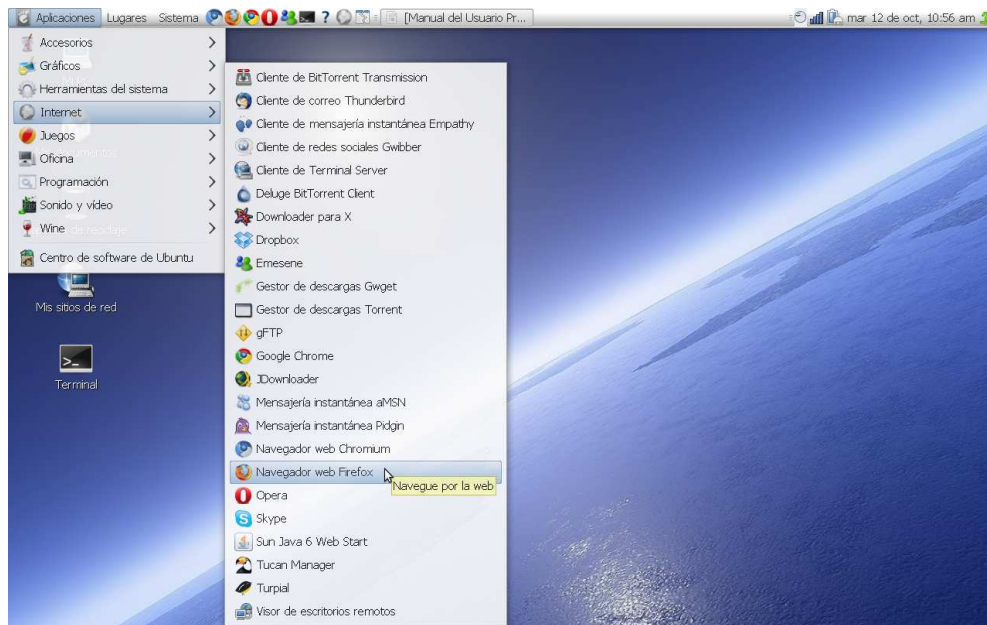 Aplicaciones Lugares Sistema ? [Manual del Usuario Pr... mar 12 de oct, 10:56 am
Accesorios
Gráficos
Herramientas del sistema
Internet
Juegos
Oficina
Programación
Sonido y vídeo
Wine
Centro de software de Ubuntu
Mis sitios de red
Terminal
Cliente de BitTorrent Transmission
Cliente de correo Thunderbird
Cliente de mensajería instantánea Empathy
Cliente de redes sociales Gwibber
Cliente de Terminal Server
Deluge BitTorrent Client
Downloader para X
Dropbox
Emesene
Gestor de descargas Gwget
Gestor de descargas Torrent
gFTP
Google Chrome
JDownloader
Mensajería instantánea aMSN
Mensajería instantánea Pidgin
Navegador web Chromium
Navegador web Firefox
Navegue por la web
Opera
Skype
Sun Java 6 Web Start
Tucan Manager
Turpial
Visor de escritorios remotos